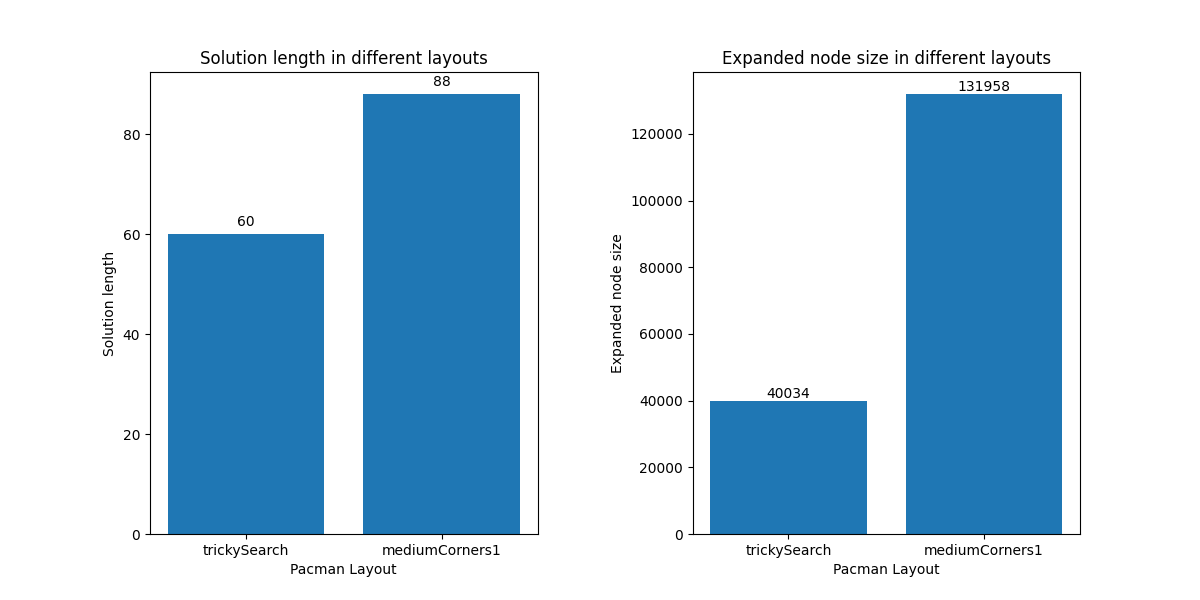 Solution length in different layouts
88
60
80
60
40
20
0
Solution length
trickySearch
mediumCorners1
Pacman Layout
Expanded node size in different layouts
131958
40034
120000
100000
80000
60000
40000
20000
0
Expanded node size
trickySearch
mediumCorners1
Pacman Layout